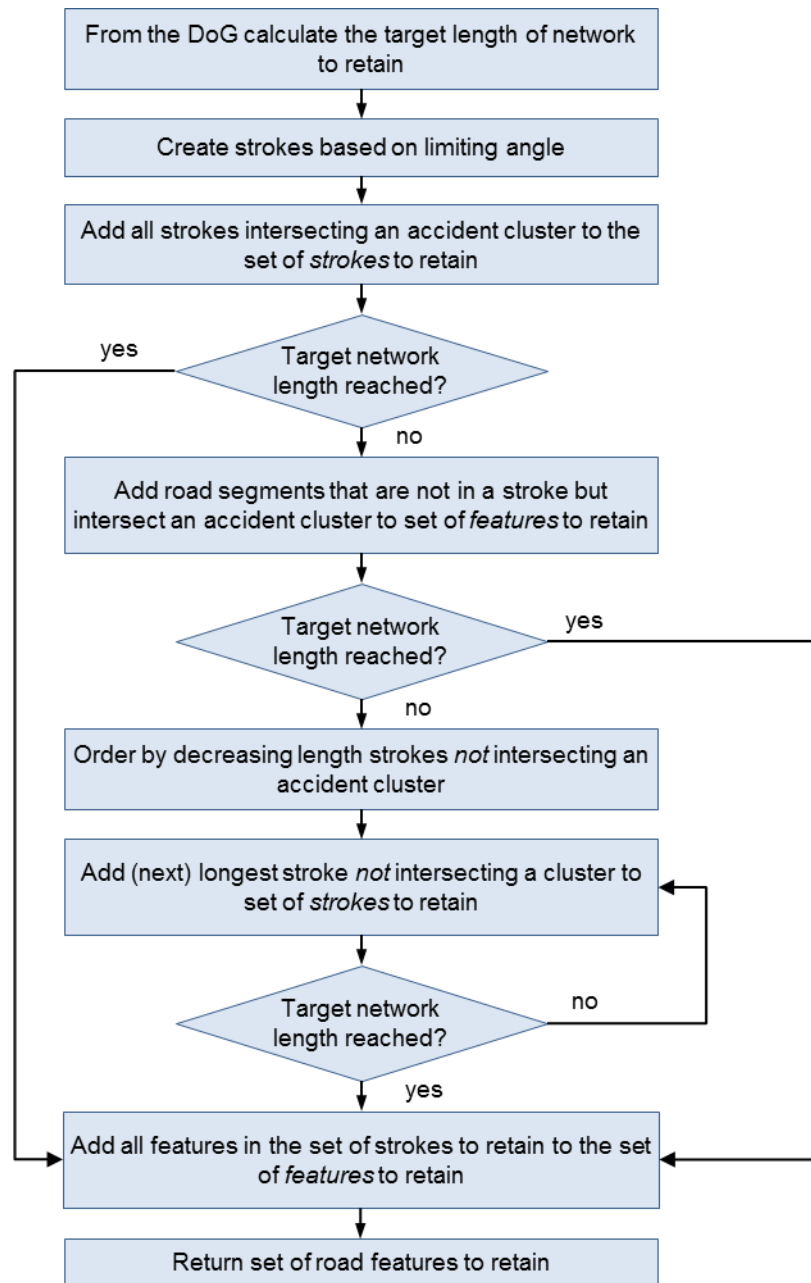 From the DoG calculate the target length of network
to retain
Create strokes based on limiting angle
Add all strokes intersecting an accident cluster to the
set of strokes to retain
yes
Target network
length reached?
no
Add road segments that are not in a stroke but
intersect an accident cluster to set of features to retain
Target network
length reached?
yes
no
Order by decreasing length strokes not intersecting an
accident cluster
Add (next) longest stroke not intersecting a cluster to
set of strokes to retain
Target network
length reached?
no
yes
Add all features in the set of strokes to retain to the set
of features to retain
Return set of road features to retain